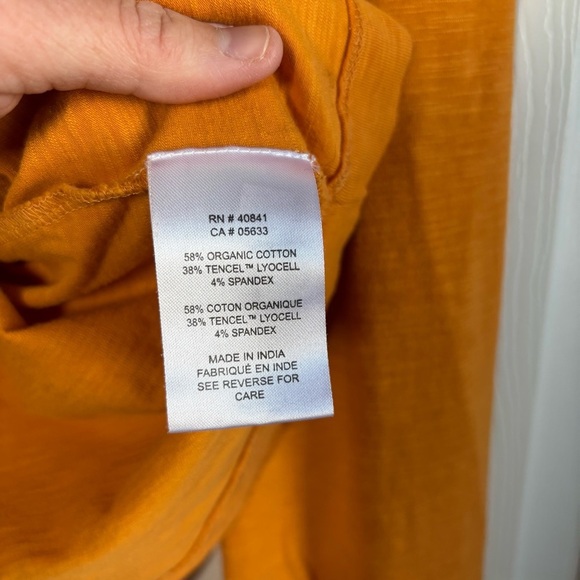 RN # 40841
CA # 05633
58% ORGANIC COTTON
38% TENCEL™ LYOCELL
4% SPANDEX
58% COTON ORGANIQUE
38% TENCEL™ LYOCELL
4% SPANDEX
MADE IN INDIA
FABRIQUÉ EN INDE
SEE REVERSE FOR
CARE